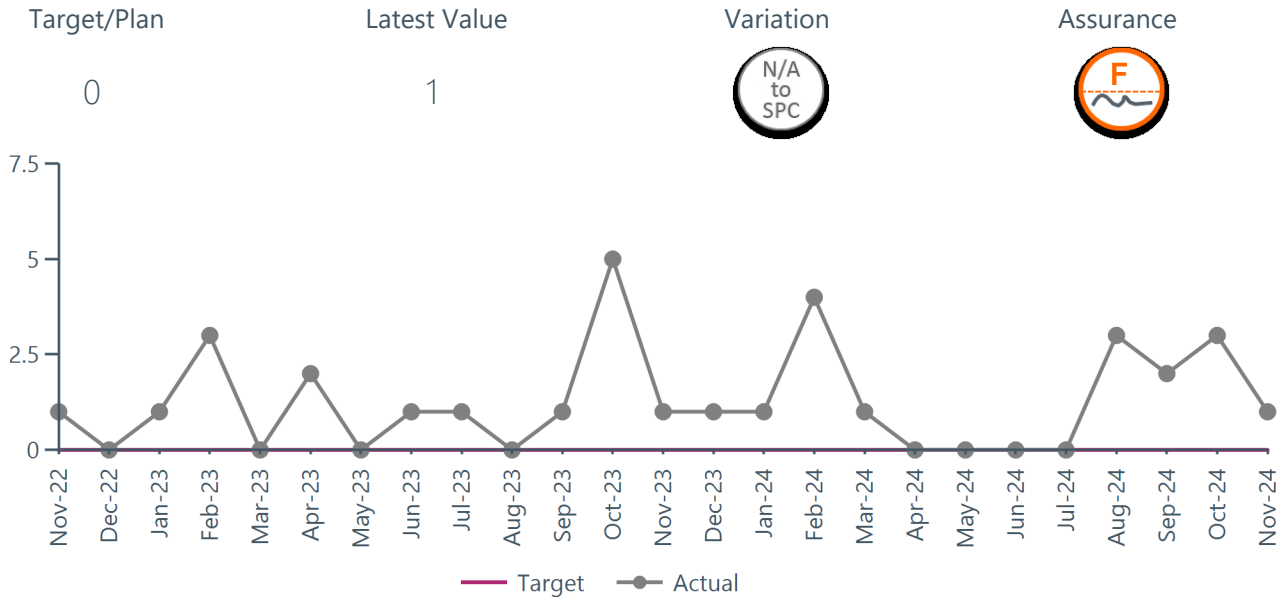 Target/Plan
Latest Value
Variation
Assurance
0
1
N/A
to
SPC
F
7.5
5
2.5
0
Nov-22
Dec-22
Jan-23
Feb-23
Mar-23
Apr-23
May-23
Jun-23
Jul-23
Aug-23
Sep-23
Oct-23
Nov-23
Dec-23
Jan-24
Feb-24
Mar-24
Apr-24
May-24
Jun-24
Jul-24
Aug-24
Sep-24
Oct-24
Nov-24
Target
Actual